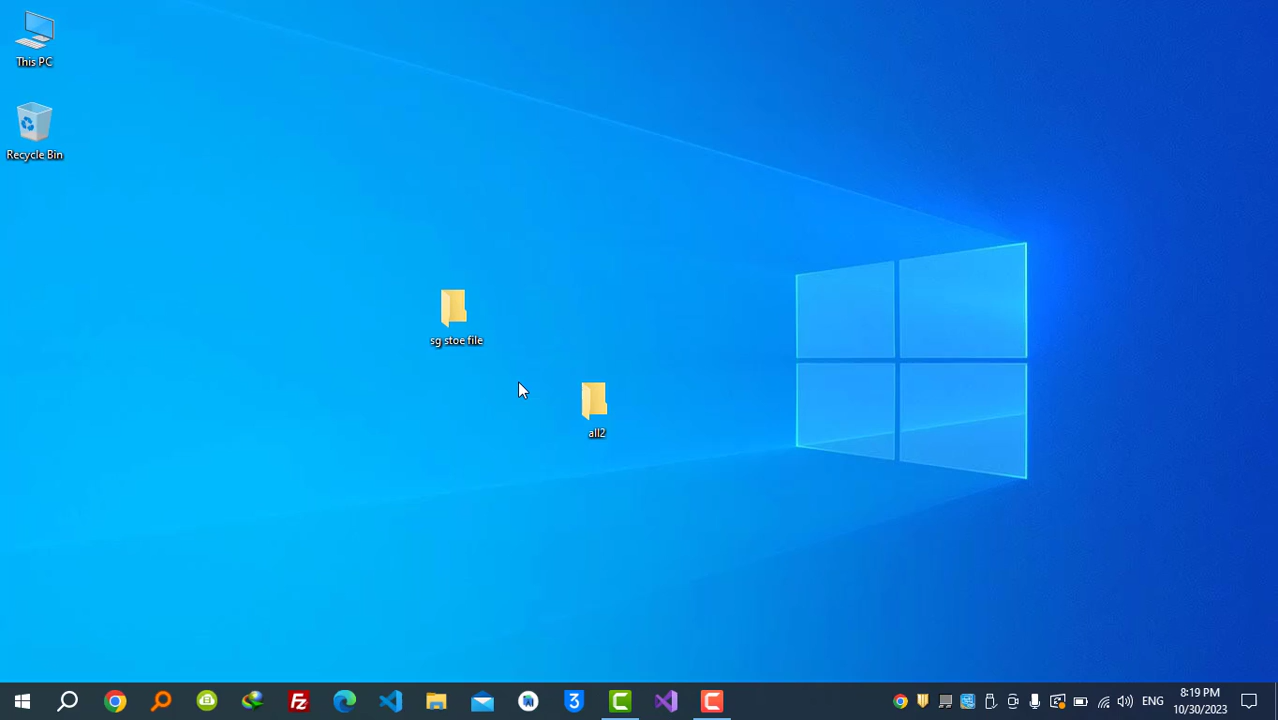 This PC
Recycle Bin
sg stoe file
all2
ENG
8:19 PM
10/30/2023